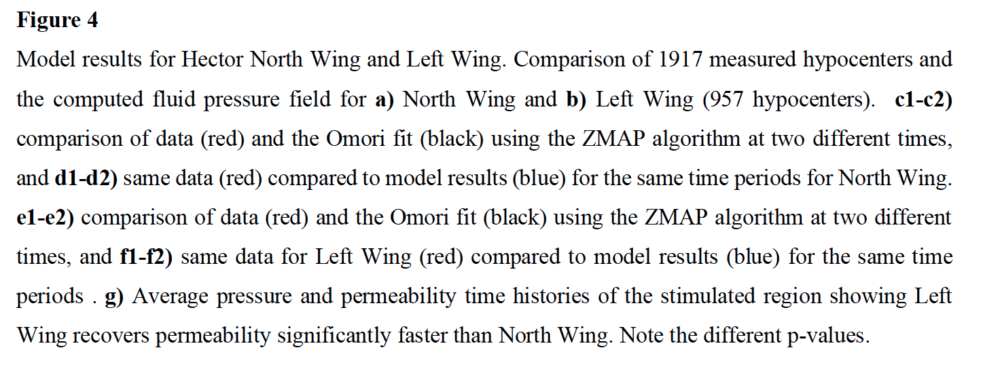 Figure 4
Model results for Hector North Wing and Left Wing. Comparison of 1917 measured hypocenters and
the computed fluid pressure field for a) North Wing and b) Left Wing (957 hypocenters). c1-c2)
comparison of data (red) and the Omori fit (black) using the ZMAP algorithm at two different times,
and d1-d2) same data (red) compared to model results (blue) for the same time periods for North Wing.
e1-e2) comparison of data (red) and the Omori fit (black) using the ZMAP algorithm at two different
times, and f1-f2) same data for Left Wing (red) compared to model results (blue) for the same time
periods . g) Average pressure and permeability time histories of the stimulated region showing Left
Wing recovers permeability significantly faster than North Wing. Note the different p-values.